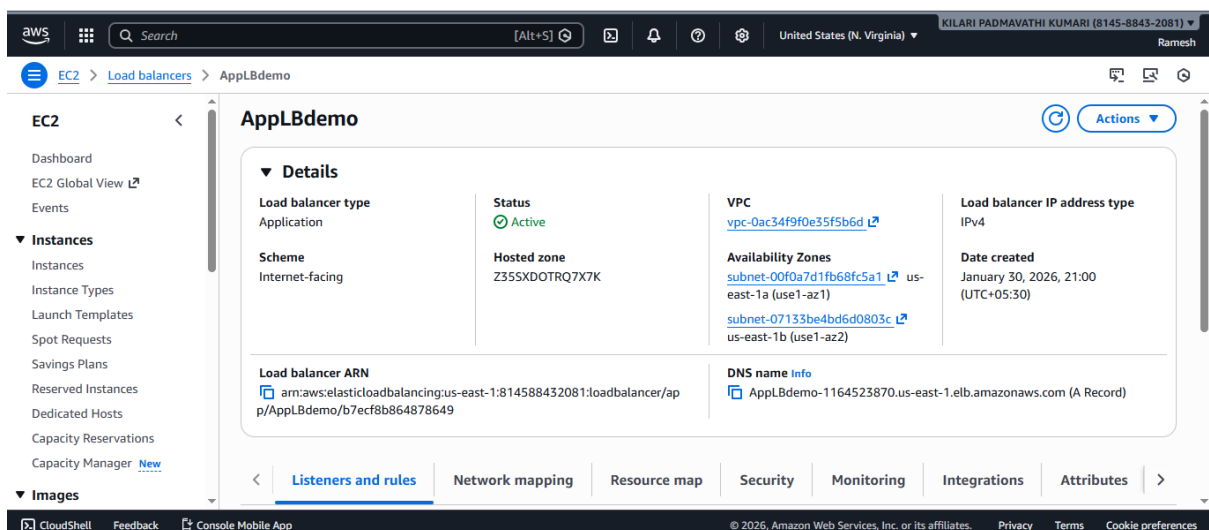 aws
Search
[Alt+S]
United States (N. Virginia) ▼
KILARI PADMAVATHI KUMARI (8145-8843-2081) ▼
Ramesh
EC2 > Load balancers > AppLBdemo
EC2
Dashboard
EC2 Global View
Events
▼ Instances
Instances
Instance Types
Launch Templates
Spot Requests
Savings Plans
Reserved Instances
Dedicated Hosts
Capacity Reservations
Capacity Manager New
▼ Images
AppLBdemo
Actions ▼
▼ Details
Load balancer type
Application
Status
Active
VPC
vpc-0ac34f9f0e35f5b6d
Load balancer IP address type
IPv4
Scheme
Internet-facing
Hosted zone
Z35SXDOTRQ7X7K
Availability Zones
subnet-00f0a7d1fb68fc5a1 us-
east-1a (use1-az1)
subnet-07133be4bd6d0803c
us-east-1b (use1-az2)
Date created
January 30, 2026, 21:00
(UTC+05:30)
Load balancer ARN
arn:aws:elasticloadbalancing:us-east-1:814588432081:loadbalancer/ap
p/AppLBdemo/b7ecf8b864878649
DNS name Info
AppLBdemo-1164523870.us-east-1.elb.amazonaws.com (A Record)
Listeners and rules
Network mapping
Resource map
Security
Monitoring
Integrations
Attributes
CloudShell Feedback Console Mobile App
© 2026, Amazon Web Services, Inc. or its affiliates. Privacy Terms Cookie preferences